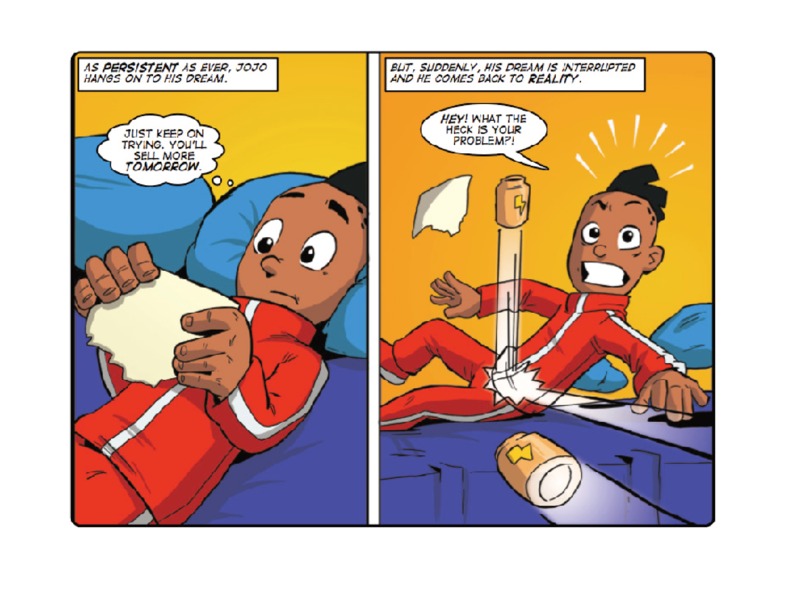 AS PERSISTENT AS EVER, JOJO
HANGS ON TO HIS DREAM.
JUST KEEP ON
TRYING. YOU'LL
SELL MORE
TOMORROW.
BUT, SUDDENLY, HIS DREAM IS INTERRUPTED
AND HE COMES BACK TO REALITY.
HEY! WHAT THE
HECK IS YOUR
PROBLEM?!